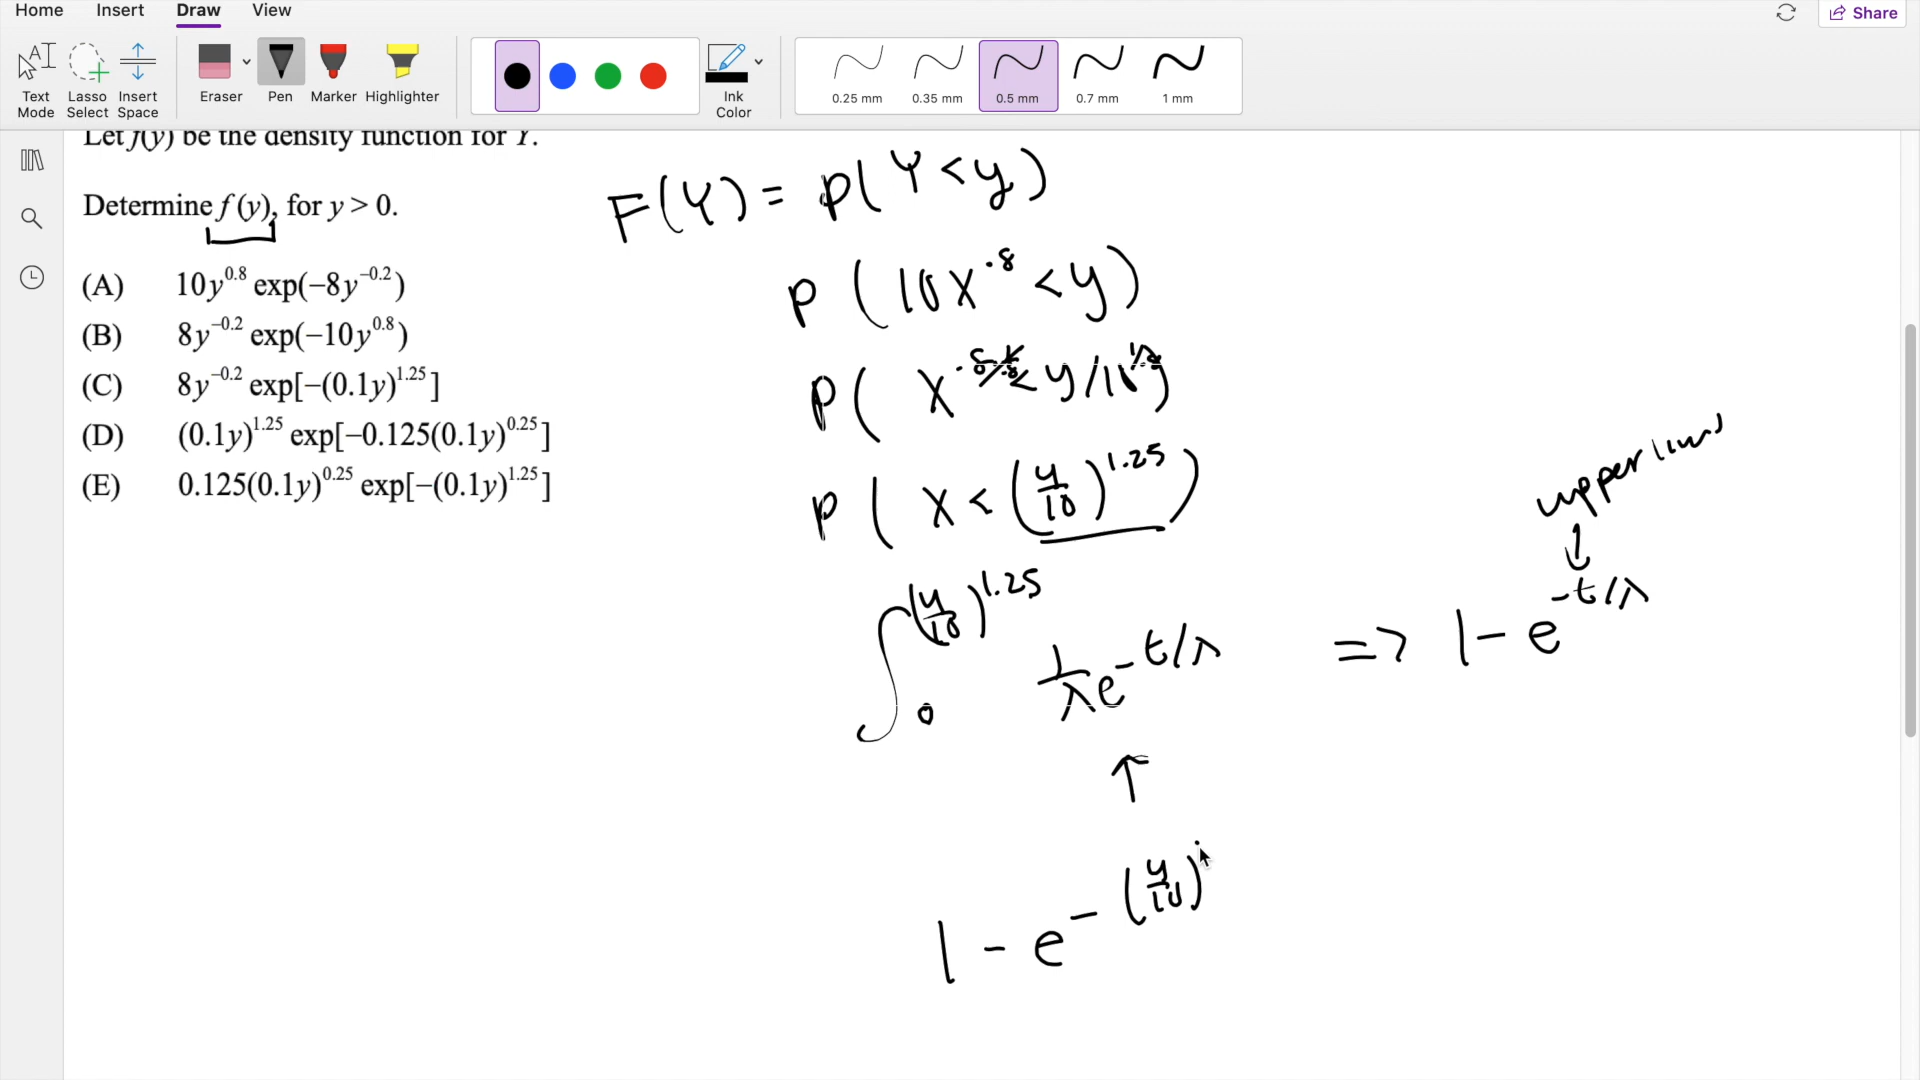 Home Insert Draw View
Share
Text Mode
Lasso Select
Insert Space
Eraser
Pen
Marker
Highlighter
Ink Color
0.25 mm
0.35 mm
0.5 mm
0.7 mm
1 mm
Let f(y) be the density function for Y.
Determine f (y), for y > 0.
(A) 10y^0.8 exp(−8y^−0.2)
(B) 8y^−0.2 exp(−10y^0.8)
(C) 8y^−0.2 exp[−(0.1y)^1.25]
(D) (0.1y)^1.25 exp[−0.125(0.1y)^0.25]
(E) 0.125(0.1y)^0.25 exp[−(0.1y)^1.25]
F(Y) = P(Y < y)
P (10X^.8 < y)
P ( X < (y/10)^1.25 )
∫_0^(y/10)^1.25 1/λ e^−t/λ => 1 − e^−t/λ
↑
1 − e^−(y/10)